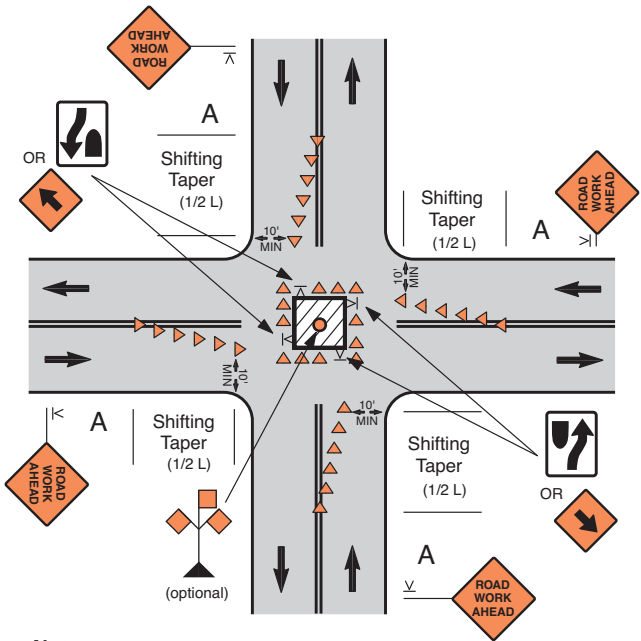 ROAD
WORK
AHEAD
A
Shifting
Taper
(1/2 L)
OR
10'
MIN
Shifting
Taper
(1/2 L)
A
ROAD
WORK
AHEAD
10'
MIN
10'
MIN
A
Shifting
Taper
(1/2 L)
ROAD
WORK
AHEAD
10'
MIN
Shifting
Taper
(1/2 L)
OR
(optional)
A
ROAD
WORK
AHEAD